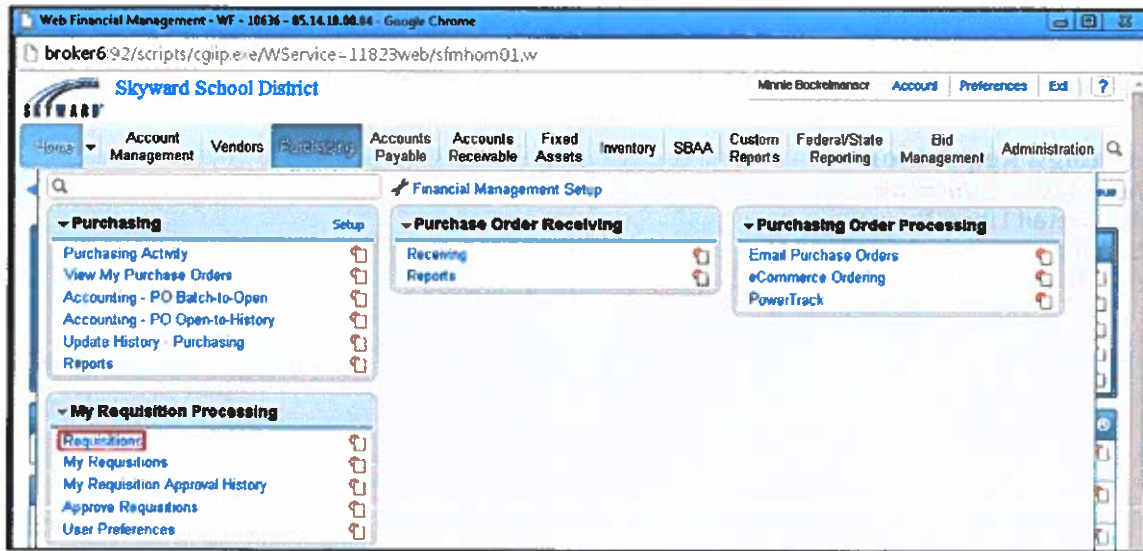 Web Financial Management - WF - 10636 - 05.14.10.00.04 - Google Chrome
broker6:92/scripts/cgiip.exe/WService=11823web/sfmhom01.w
SKYWARD
Skyward School District
Account
Preferences
Exit
?
Home
Account Management
Vendors
Purchasing
Accounts Payable
Accounts Receivable
Fixed Assets
Inventory
SBAA
Custom Reports
Federal/State Reporting
Bid Management
Administration
Financial Management Setup
Purchasing
Setup
Purchasing Activity
View My Purchase Orders
Accounting - PO Batch-to-Open
Accounting - PO Open-to-History
Update History - Purchasing
Reports
Purchase Order Receiving
Receiving
Reports
Purchasing Order Processing
Email Purchase Orders
eCommerce Ordering
PowerTrack
My Requisition Processing
Requisitions
My Requisitions
My Requisition Approval History
Approve Requisitions
User Preferences